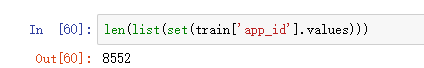 In [60]: len(list(set(train['app_id'].values)))
Out[60]: 8552